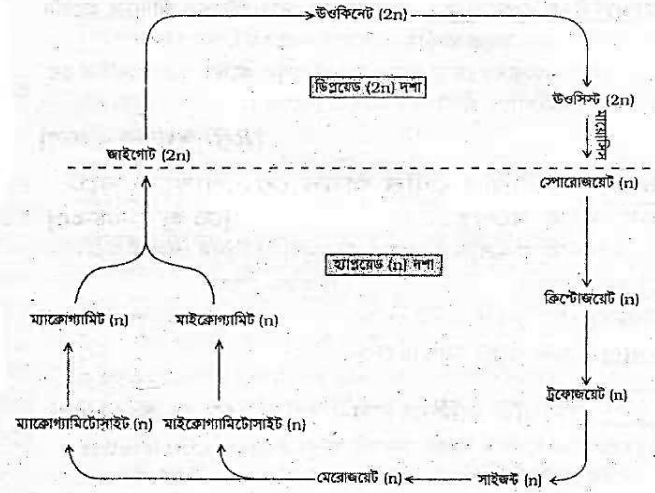 উওকিনেট (2n)
ডিপ্লয়েড (2n) দশা
উওসিস্ট (2n)
মায়োসিস
জাইগোট (2n)
স্পোরোজয়েট (n)
হ্যাপ্লয়েড (n) দশা
ক্রিপ্টোজয়েট (n)
ম্যাক্রোগ্যামিট (n) মাইক্রোগ্যামিট (n)
ট্রফোজয়েট (n)
ম্যাক্রোগ্যামিটোসাইট (n) মাইক্রোগ্যামিটোসাইট (n)
মেরোজয়েট (n) সাইজন্ট (n)